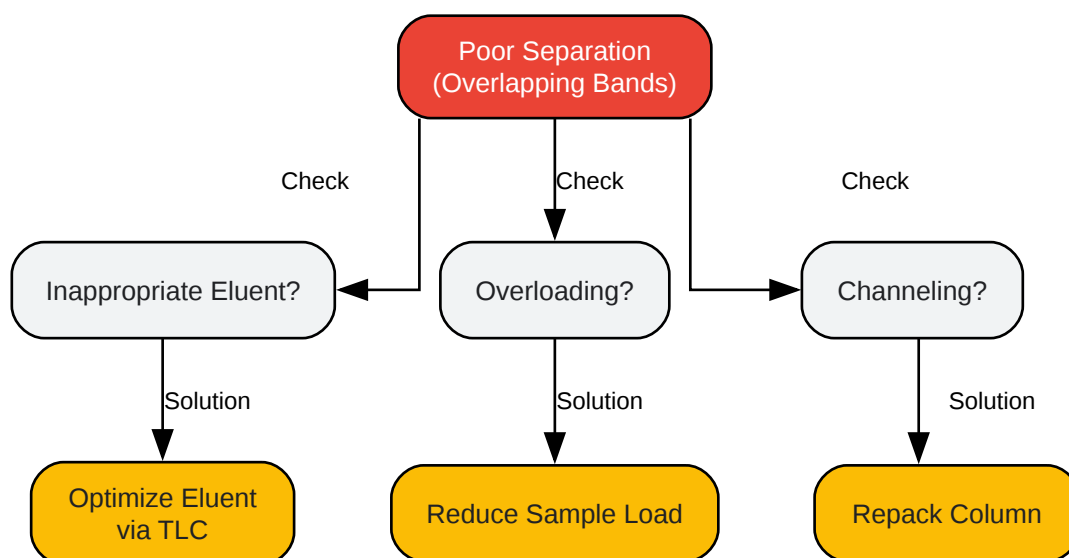 Poor Separation
(Overlapping Bands)
Check
Check
Check
Inappropriate Eluent?
Overloading?
Channeling?
Solution
Solution
Solution
Optimize Eluent
via TLC
Reduce Sample Load
Repack Column